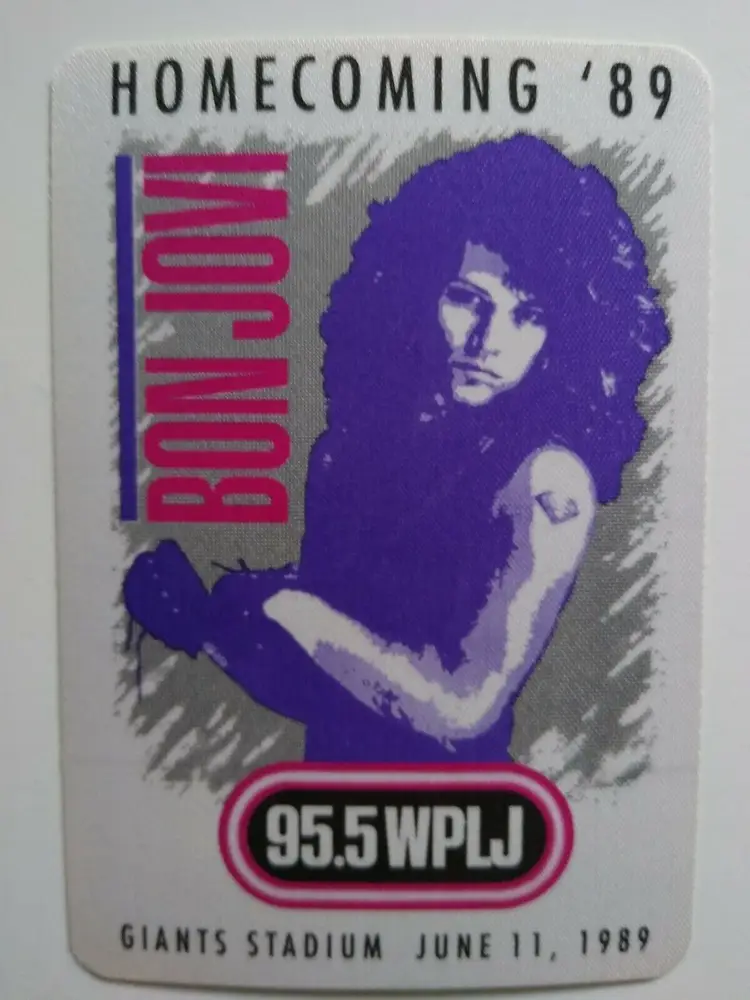 HOMECOMING '89
BON JOVI
95.5 WPLJ
GIANTS STADIUM JUNE 11, 1989